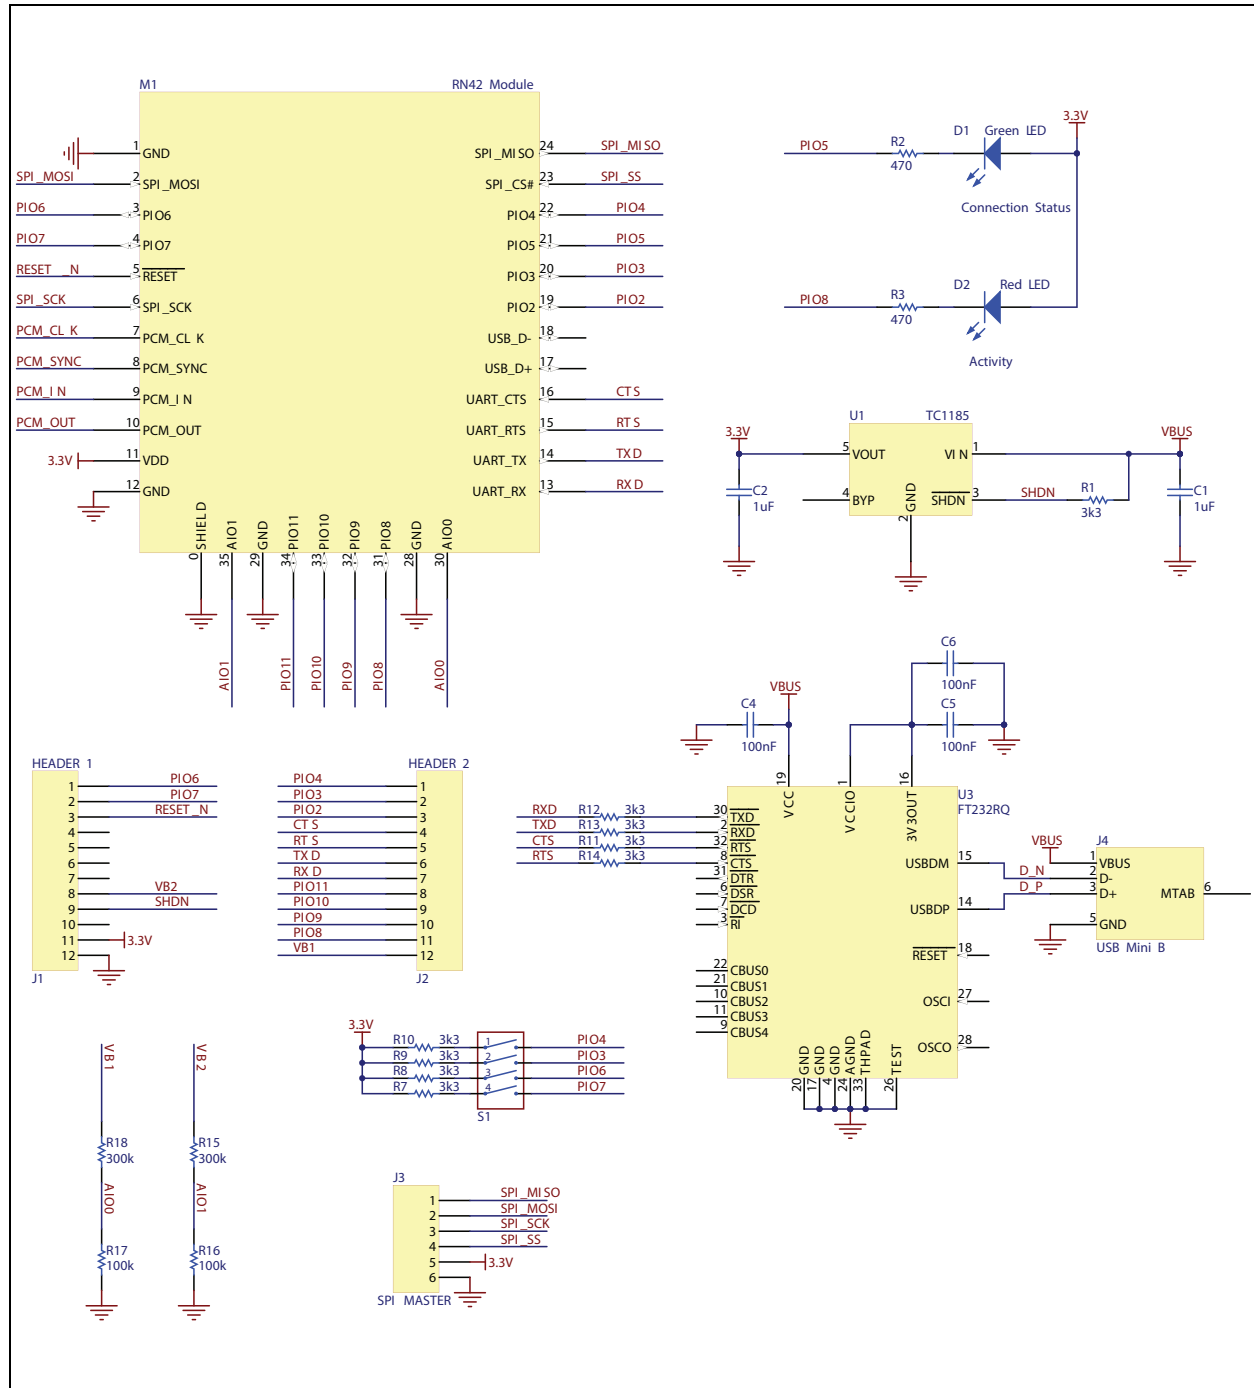 M1 RN42 Module
1 GND
SPI_MOSI 2 SPI_MOSI
PIO6 3 PIO6
PIO7 4 PIO7
RESET _N 5 RESET
SPI_SCK 6 SPI_SCK
PCM_CL K 7 PCM_CL K
PCM_SYNC 8 PCM_SYNC
PCM_I N 9 PCM_I N
PCM_OUT 10 PCM_OUT
3.3V 11 VDD
12 GND
SPI_MISO 24 SPI_MISO
SPI_CS# 23 SPI_SS
PIO4 22 PIO4
PIO5 21 PIO5
PIO3 20 PIO3
PIO2 19 PIO2
USB_D- 18
USB_D+ 17
UART_CTS 16 CTS
UART_RTS 15 RTS
UART_TX 14 TXD
UART_RX 13 RXD
0 SHIELD
35 AIO1 AIO1
29 GND
34 PIO11 PIO11
33 PIO10 PIO10
32 PIO9 PIO9
31 PIO8 PIO8
28 GND
30 AIO0 AIO0
3.3V
PIO5 R2 470 D1 Green LED
Connection Status
PIO8 R3 470 D2 Red LED
Activity
U1 TC1185
3.3V 5 VOUT VIN 1 VBUS
4 BYP SHDN 3 SHDN R1 3k3
2 GND
C2 1uF
C1 1uF
C6 100nF
C5 100nF
VBUS
C4 100nF
19 VCC
1 VCCIO
16 3V3OUT
U3
FT232RQ
RXD R12 3k3 30 TXD
TXD R13 3k3 2 RXD
CTS R11 3k3 32 RTS
RTS R14 3k3 8 CTS
31 DTR
6 DSR
7 DCD
3 RI
22 CBUS0
21 CBUS1
10 CBUS2
11 CBUS3
9 CBUS4
USBDM 15 D_N
USBDP 14 D_P
RESET 18
OSCI 27
OSCO 28
20 GND
17 GND
4 GND
24 AGND
33 THPAD
26 TEST
J4
VBUS 1 VBUS
2 D-
3 D+
5 GND
MTAB 6
USB Mini B
HEADER 1
1 PIO6
2 PIO7
3 RESET_N
4
5
6
7
8 VB2
9 SHDN
10
11 3.3V
12
J1
HEADER 2
PIO4 1
PIO3 2
PIO2 3
CTS 4
RTS 5
TXD 6
RXD 7
PIO11 8
PIO10 9
PIO9 10
PIO8 11
VB1 12
J2
3.3V
R10 3k3 1 PIO4
R9 3k3 2 PIO3
R8 3k3 3 PIO6
R7 3k3 4 PIO7
S1
VB1
R18
300k
AIO0
R17
100k
VB2
R15
300k
AIO1
R16
100k
J3
1 SPI_MISO
2 SPI_MOSI
3 SPI_SCK
4 SPI_SS
5 3.3V
6
SPI MASTER